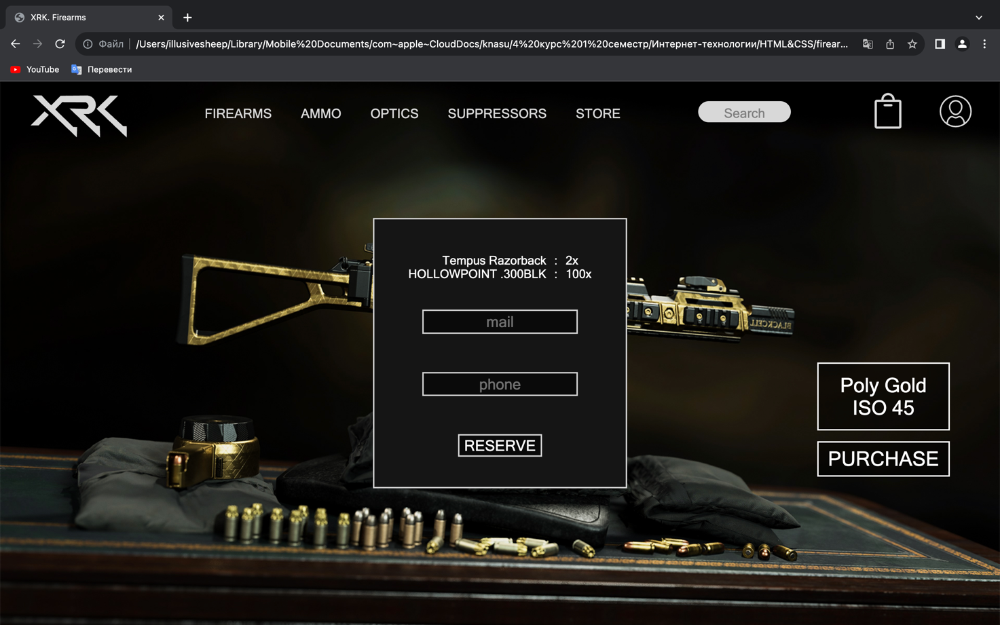 XRK. Firearms
Файл
/Users/illusivesheep/Library/Mobile%20Documents/com~apple~CloudDocs/knasu/4%20курс%201%20семестр/Интернет-технологии/HTML&CSS/firear...
YouTube
Перевести
XRK
FIREARMS
AMMO
OPTICS
SUPPRESSORS
STORE
Search
Tempus Razorback : 2x
HOLLOWPOINT .300BLK : 100x
mail
phone
RESERVE
BLACKCELL
Poly Gold
ISO 45
PURCHASE